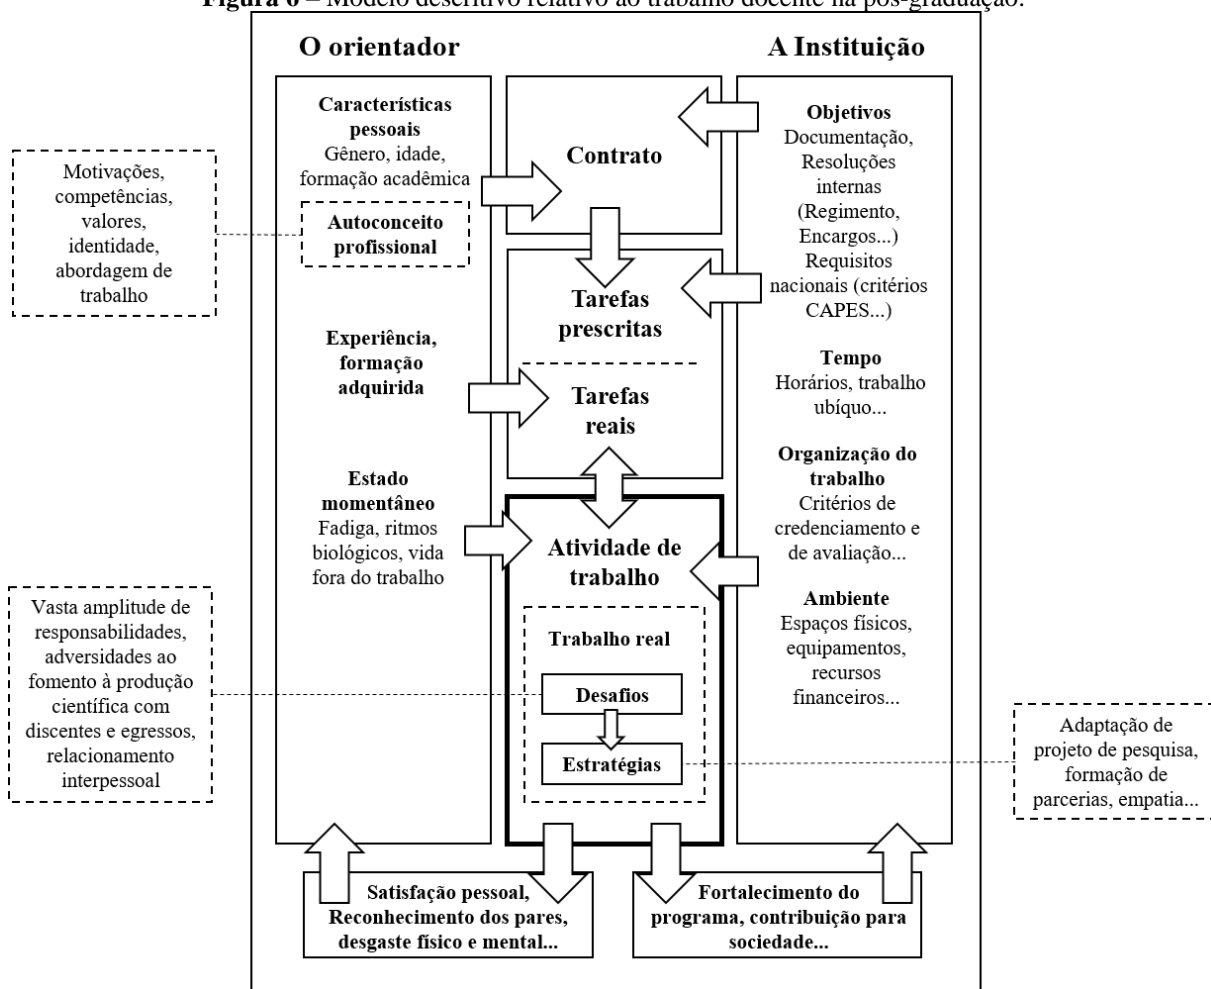 Figura 6 – Modelo descritivo relativo ao trabalho docente na pós-graduação.
O orientador
A Instituição
Características
pessoais
Gênero, idade,
formação acadêmica
Autoconceito
profissional
Motivações,
competências,
valores,
identidade,
abordagem de
trabalho
Experiência,
formação
adquirida
Estado
momentâneo
Fadiga, ritmos
biológicos, vida
fora do trabalho
Vasta amplitude de
responsabilidades,
adversidades ao
fomento à produção
científica com
discentes e egressos,
relacionamento
interpessoal
Contrato
Tarefas
prescritas
Tarefas
reais
Atividade de
trabalho
Trabalho real
Desafios
Estratégias
Objetivos
Documentação,
Resoluções
internas
(Regimento,
Encargos...)
Requisitos
nacionais (critérios
CAPES...)
Tempo
Horários, trabalho
ubíquo...
Organização do
trabalho
Critérios de
credenciamento e
de avaliação...
Ambiente
Espaços físicos,
equipamentos,
recursos
financeiros...
Adaptação de
projeto de pesquisa,
formação de
parcerias, empatia...
Satisfação pessoal,
Reconhecimento dos pares,
desgaste físico e mental...
Fortalecimento do
programa, contribuição para
sociedade...